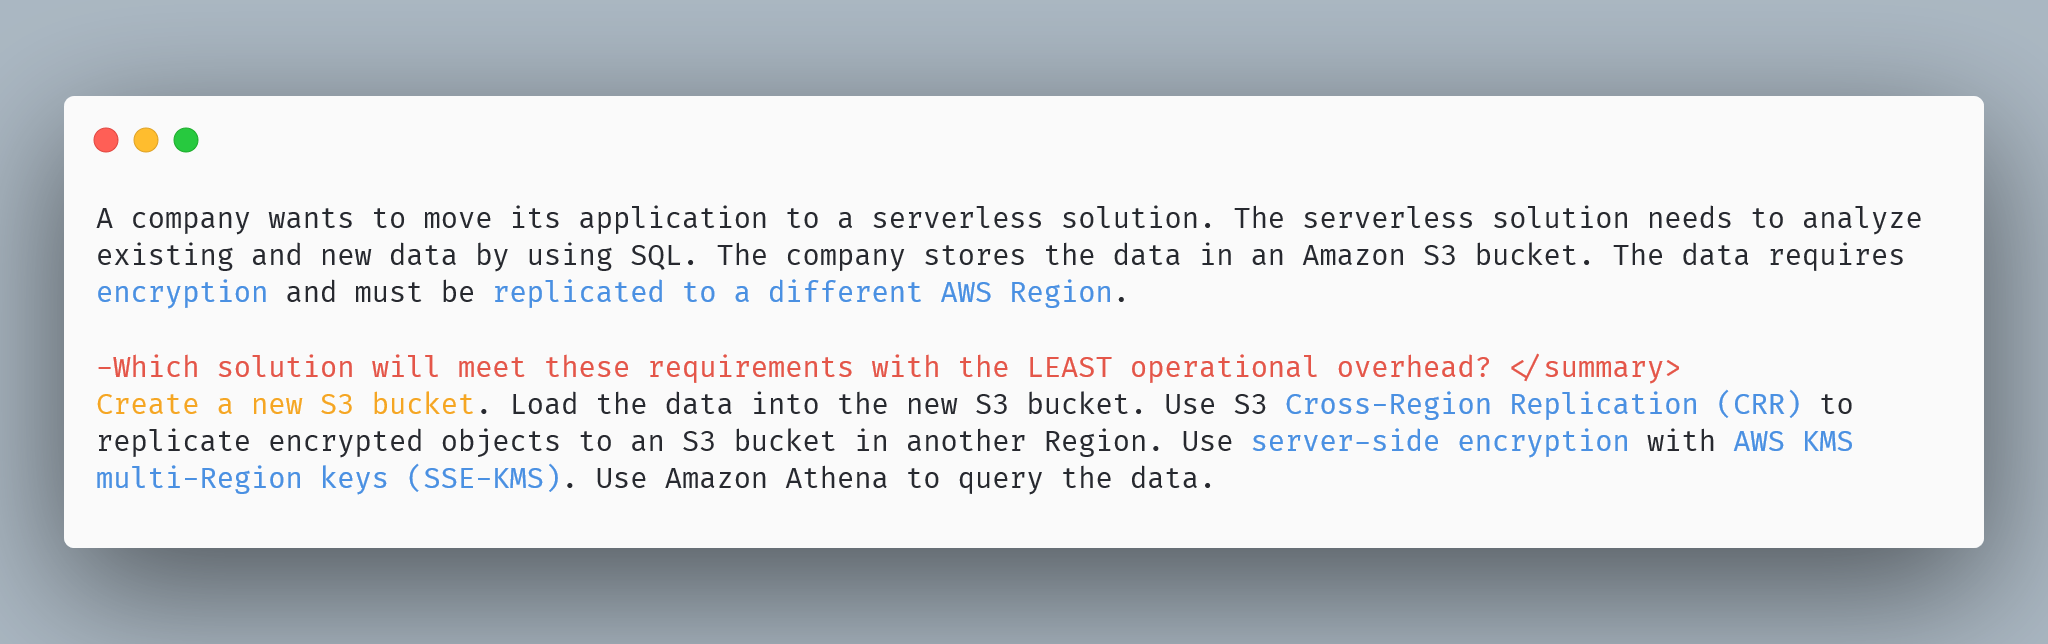 A company wants to move its application to a serverless solution. The serverless solution needs to analyze
existing and new data by using SQL. The company stores the data in an Amazon S3 bucket. The data requires
encryption and must be replicated to a different AWS Region.

-Which solution will meet these requirements with the LEAST operational overhead? </summary>
Create a new S3 bucket. Load the data into the new S3 bucket. Use S3 Cross-Region Replication (CRR) to
replicate encrypted objects to an S3 bucket in another Region. Use server-side encryption with AWS KMS
multi-Region keys (SSE-KMS). Use Amazon Athena to query the data.